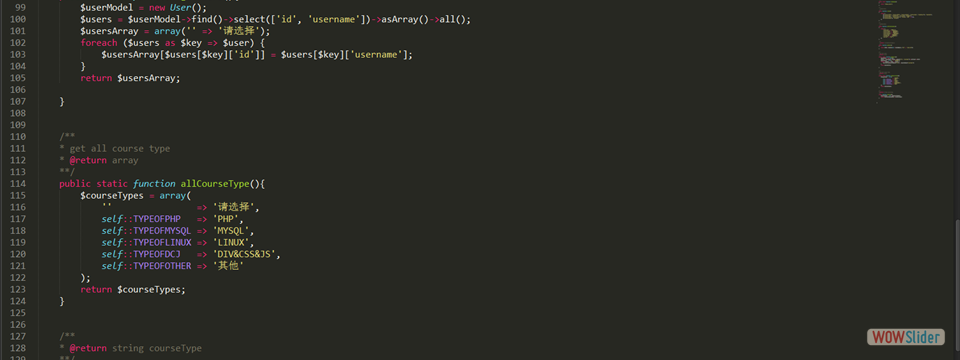 99 $userModel = new User();
100 $users = $userModel->find()->select(['id', 'username'])->asArray()->all();
101 $usersArray = array('' => '请选择');
102 foreach ($users as $key => $user) {
103 $usersArray[$users[$key]['id']] = $users[$key]['username'];
104 }
105 return $usersArray;
106
107 }
108
109
110 /**
111 * get all course type
112 * @return array
113 **/
114 public static function allCourseType(){
115 $courseTypes = array(
116 '' => '请选择',
117 self::TYPEOFPHP => 'PHP',
118 self::TYPEOFMYSQL => 'MYSQL',
119 self::TYPEOFLINUX => 'LINUX',
120 self::TYPEOFDCJ => 'DIV&CSS&JS',
121 self::TYPEOFOTHER => '其他'
122 );
123 return $courseTypes;
124 }
125
126
127 /**
128 * @return string courseType
129 **/
WOWSlider